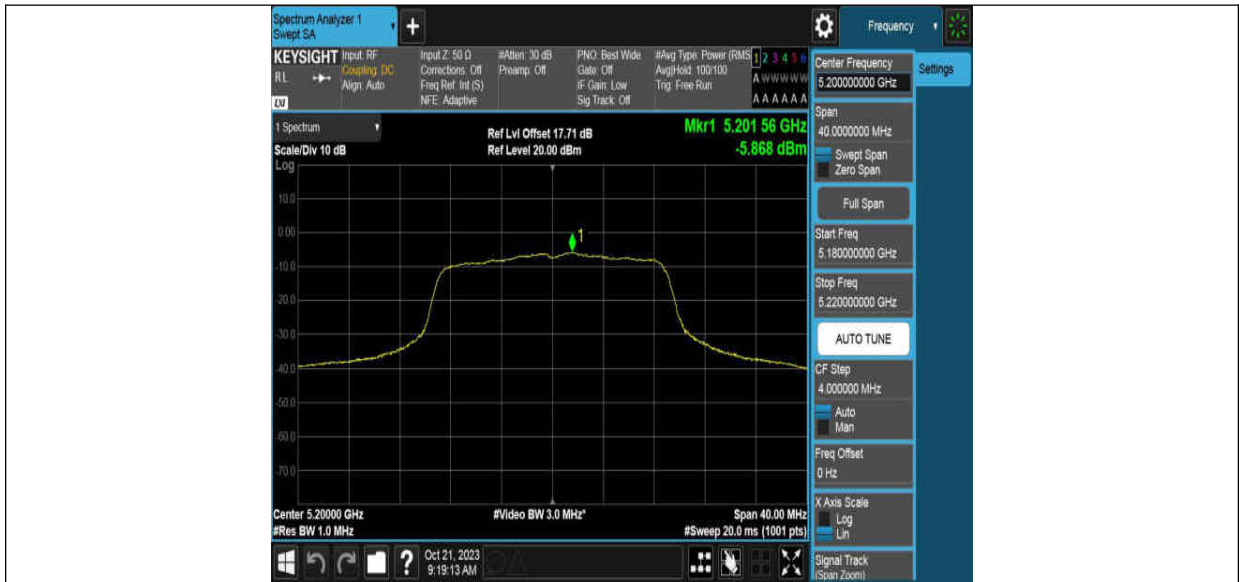 Spectrum Analyzer 1
Swept SA
+
Frequency
KEYSIGHT
RL
LXI
Input: RF
Coupling: DC
Align: Auto
Input Z: 50 Ω
Corrections: Off
Freq Ref: Int (S)
NFE: Adaptive
#Atten: 30 dB
Preamp: Off
PNO: Best Wide
Gate: Off
IF Gain: Low
Sig Track: Off
#Avg Type: Power (RMS
Avg|Hold: 100/100
Trig: Free Run
1 2 3 4 5 6
A W W W W W
A A A A A A
1 Spectrum
Scale/Div 10 dB
Ref Lvl Offset 17.71 dB
Ref Level 20.00 dBm
Mkr1 5.201 56 GHz
-5.868 dBm
Log
10.0
0.00
-10.0
-20.0
-30.0
-40.0
-50.0
-60.0
-70.0
1
Center 5.20000 GHz
#Res BW 1.0 MHz
#Video BW 3.0 MHz*
Span 40.00 MHz
#Sweep 20.0 ms (1001 pts)
?
Oct 21, 2023
9:19:13 AM
Center Frequency
5.200000000 GHz
Settings
Span
40.0000000 MHz
Swept Span
Zero Span
Full Span
Start Freq
5.180000000 GHz
Stop Freq
5.220000000 GHz
AUTO TUNE
CF Step
4.000000 MHz
Auto
Man
Freq Offset
0 Hz
X Axis Scale
Log
Lin
Signal Track
(Span Zoom)